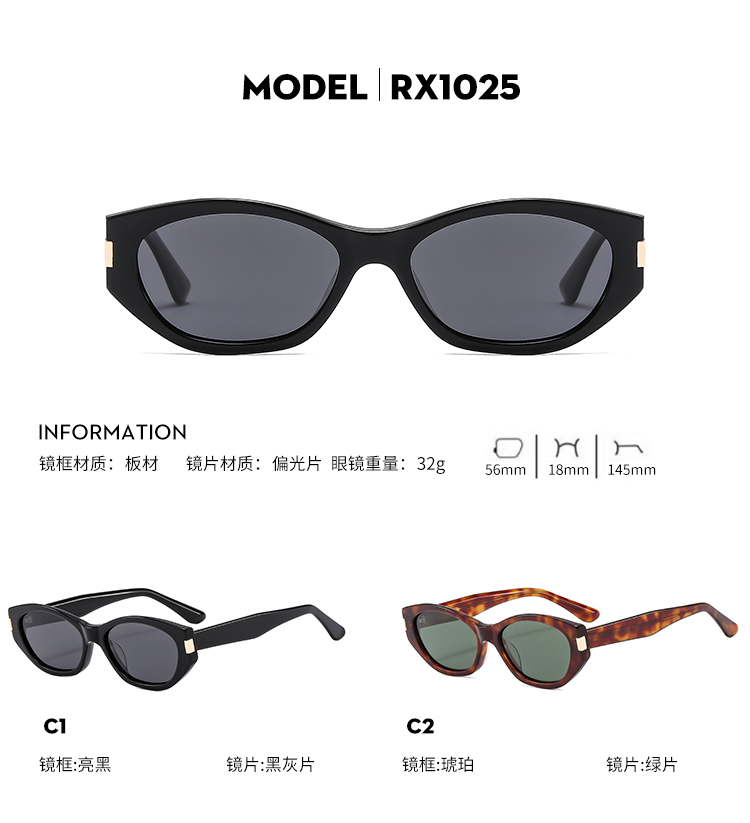 MODEL | RX1025
INFORMATION
镜框材质：板材 镜片材质：偏光片 眼镜重量：32g
56mm 18mm 145mm
C1 C2
镜框:亮黑 镜片:黑灰片 镜框:琥珀 镜片:绿片